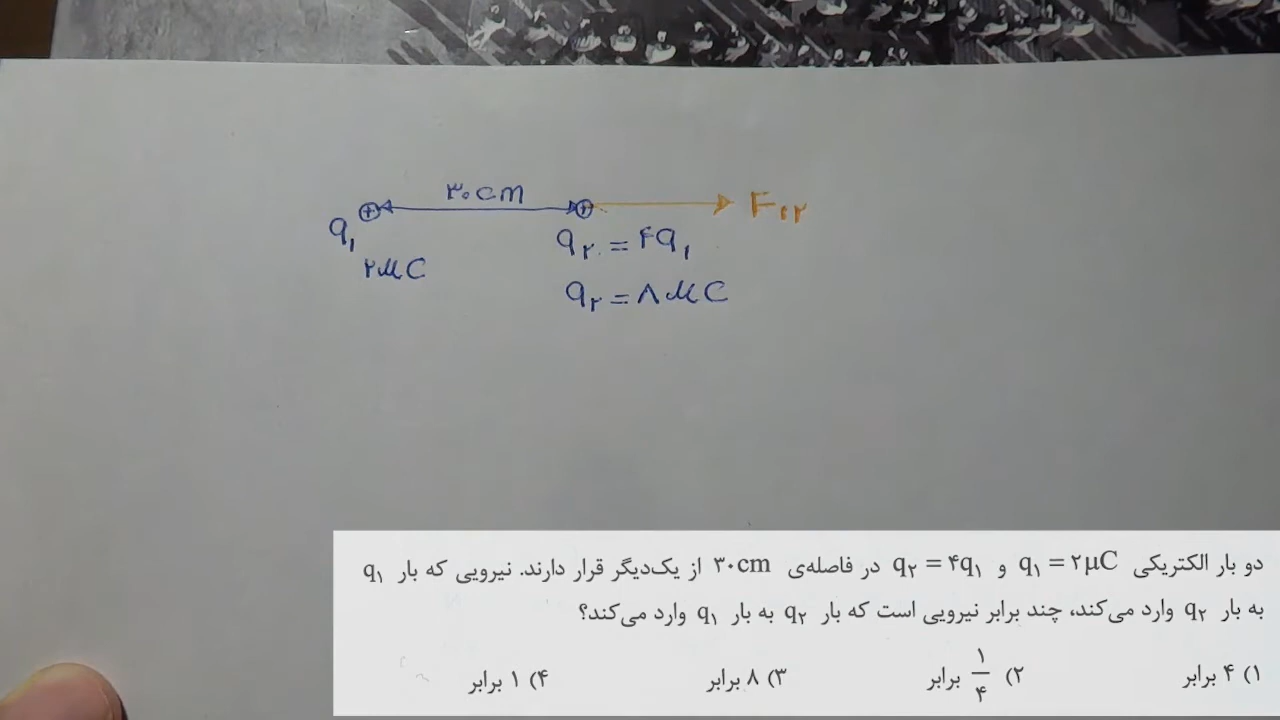 ۳۰cm
F۱۲
q۱
q۲ = ۴q۱
۲μC
q۲ = ۸μC
دو بار الکتریکی q۱ = ۲μC و q۲ = ۴q۱ در فاصله‌ی ۳۰cm از یک‌دیگر قرار دارند. نیرویی که بار q۱
به بار q۲ وارد می‌کند، چند برابر نیرویی است که بار q۲ به بار q۱ وارد می‌کند؟
۱) ۴ برابر ۲) ۱/۴ برابر ۳) ۸ برابر ۴) ۱ برابر